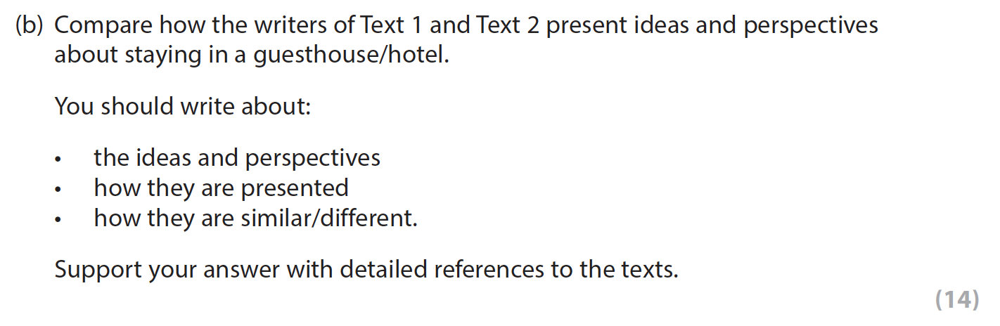 (b) Compare how the writers of Text 1 and Text 2 present ideas and perspectives
about staying in a guesthouse/hotel.
You should write about:
• the ideas and perspectives
• how they are presented
• how they are similar/different.
Support your answer with detailed references to the texts.
(14)